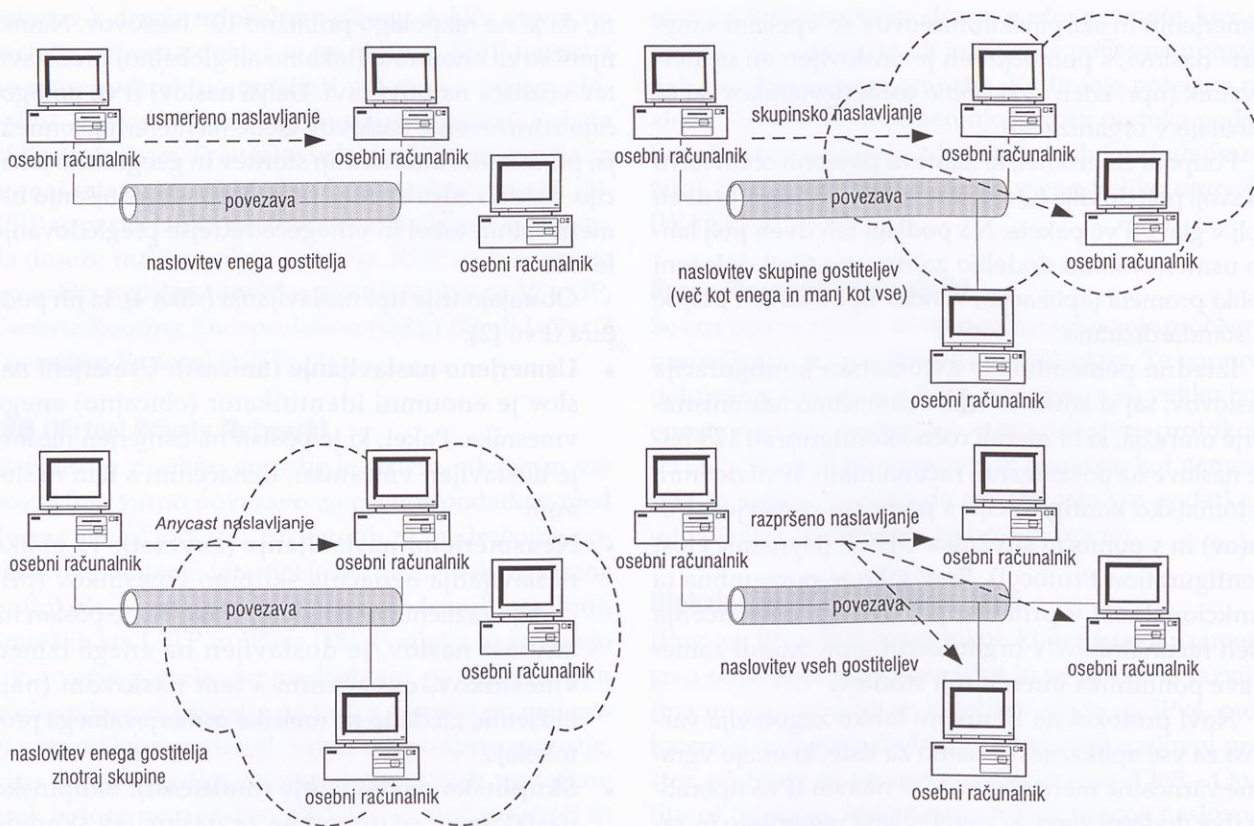 usmerjeno naslavljanje
osebni računalnik
osebni računalnik
povezava
naslovitev enega gostitelja
osebni računalnik
skupinsko naslavljanje
osebni računalnik
osebni računalnik
povezava
osebni računalnik
naslovitev skupine gostiteljev
(več kot enega in manj kot vse)
osebni računalnik
Anycast naslavljanje
osebni računalnik
osebni računalnik
povezava
osebni računalnik
naslovitev enega gostitelja
znotraj skupine
osebni računalnik
razpršeno naslavljanje
osebni računalnik
osebni računalnik
povezava
osebni računalnik
naslovitev vseh gostiteljev
osebni računalnik